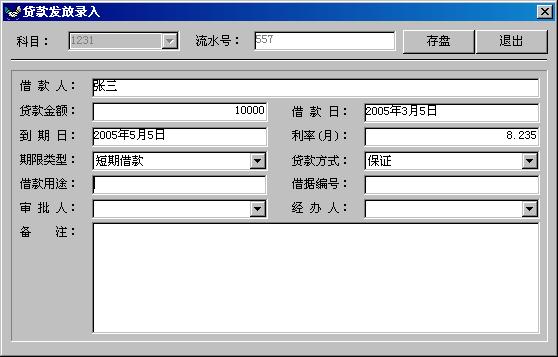 贷款发放录入
科目： 1231 流水号： 557 存盘 退出
借 款 人： 张三
贷款金额： 10000 借 款 日： 2005年3月5日
到 期 日： 2005年5月5日 利率(月)： 8.235
期限类型： 短期借款 贷款方式： 保证
借款用途： 借据编号：
审 批 人： 经 办 人：
备 注：